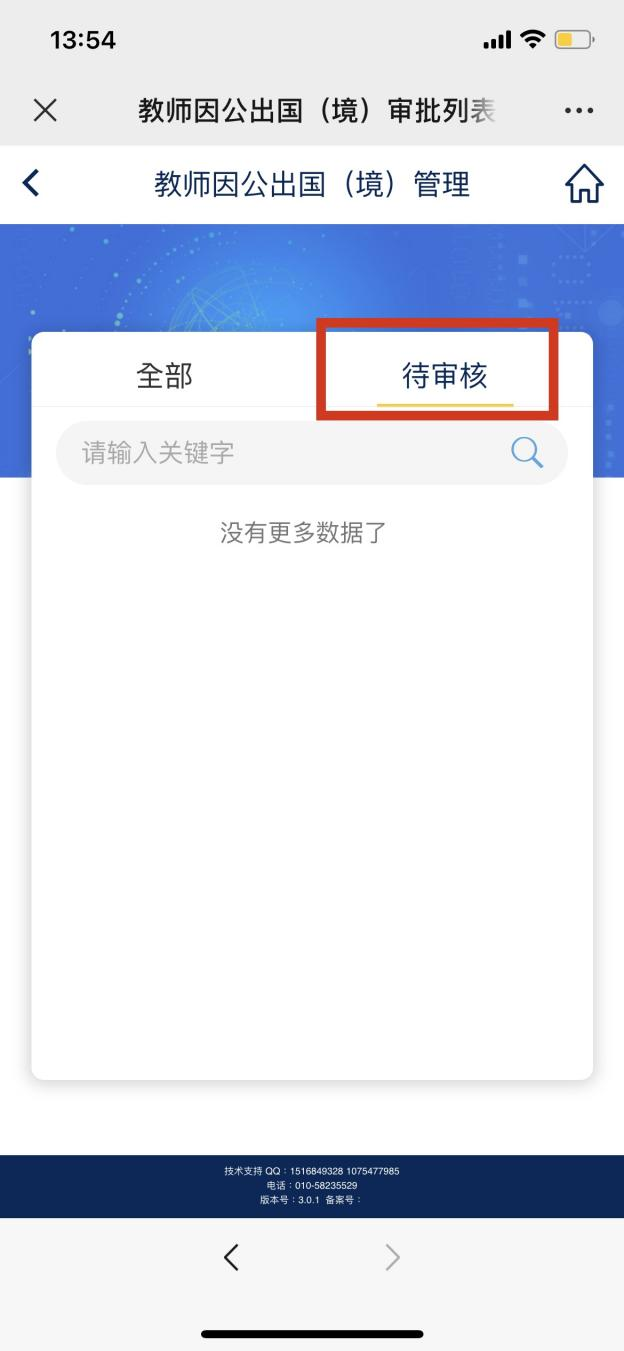 13:54
教师因公出国（境）审批列表
教师因公出国（境）管理
全部
待审核
请输入关键字
没有更多数据了
技术支持 QQ：1516849328 1075477985
电话：010-58235529
版本号：3.0.1 备案号：